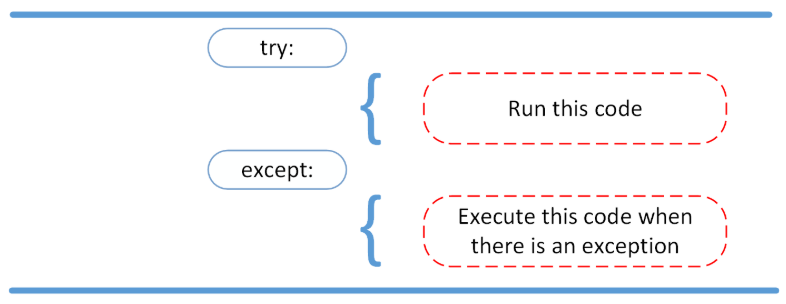 try:
Run this code
except:
Execute this code when
there is an exception